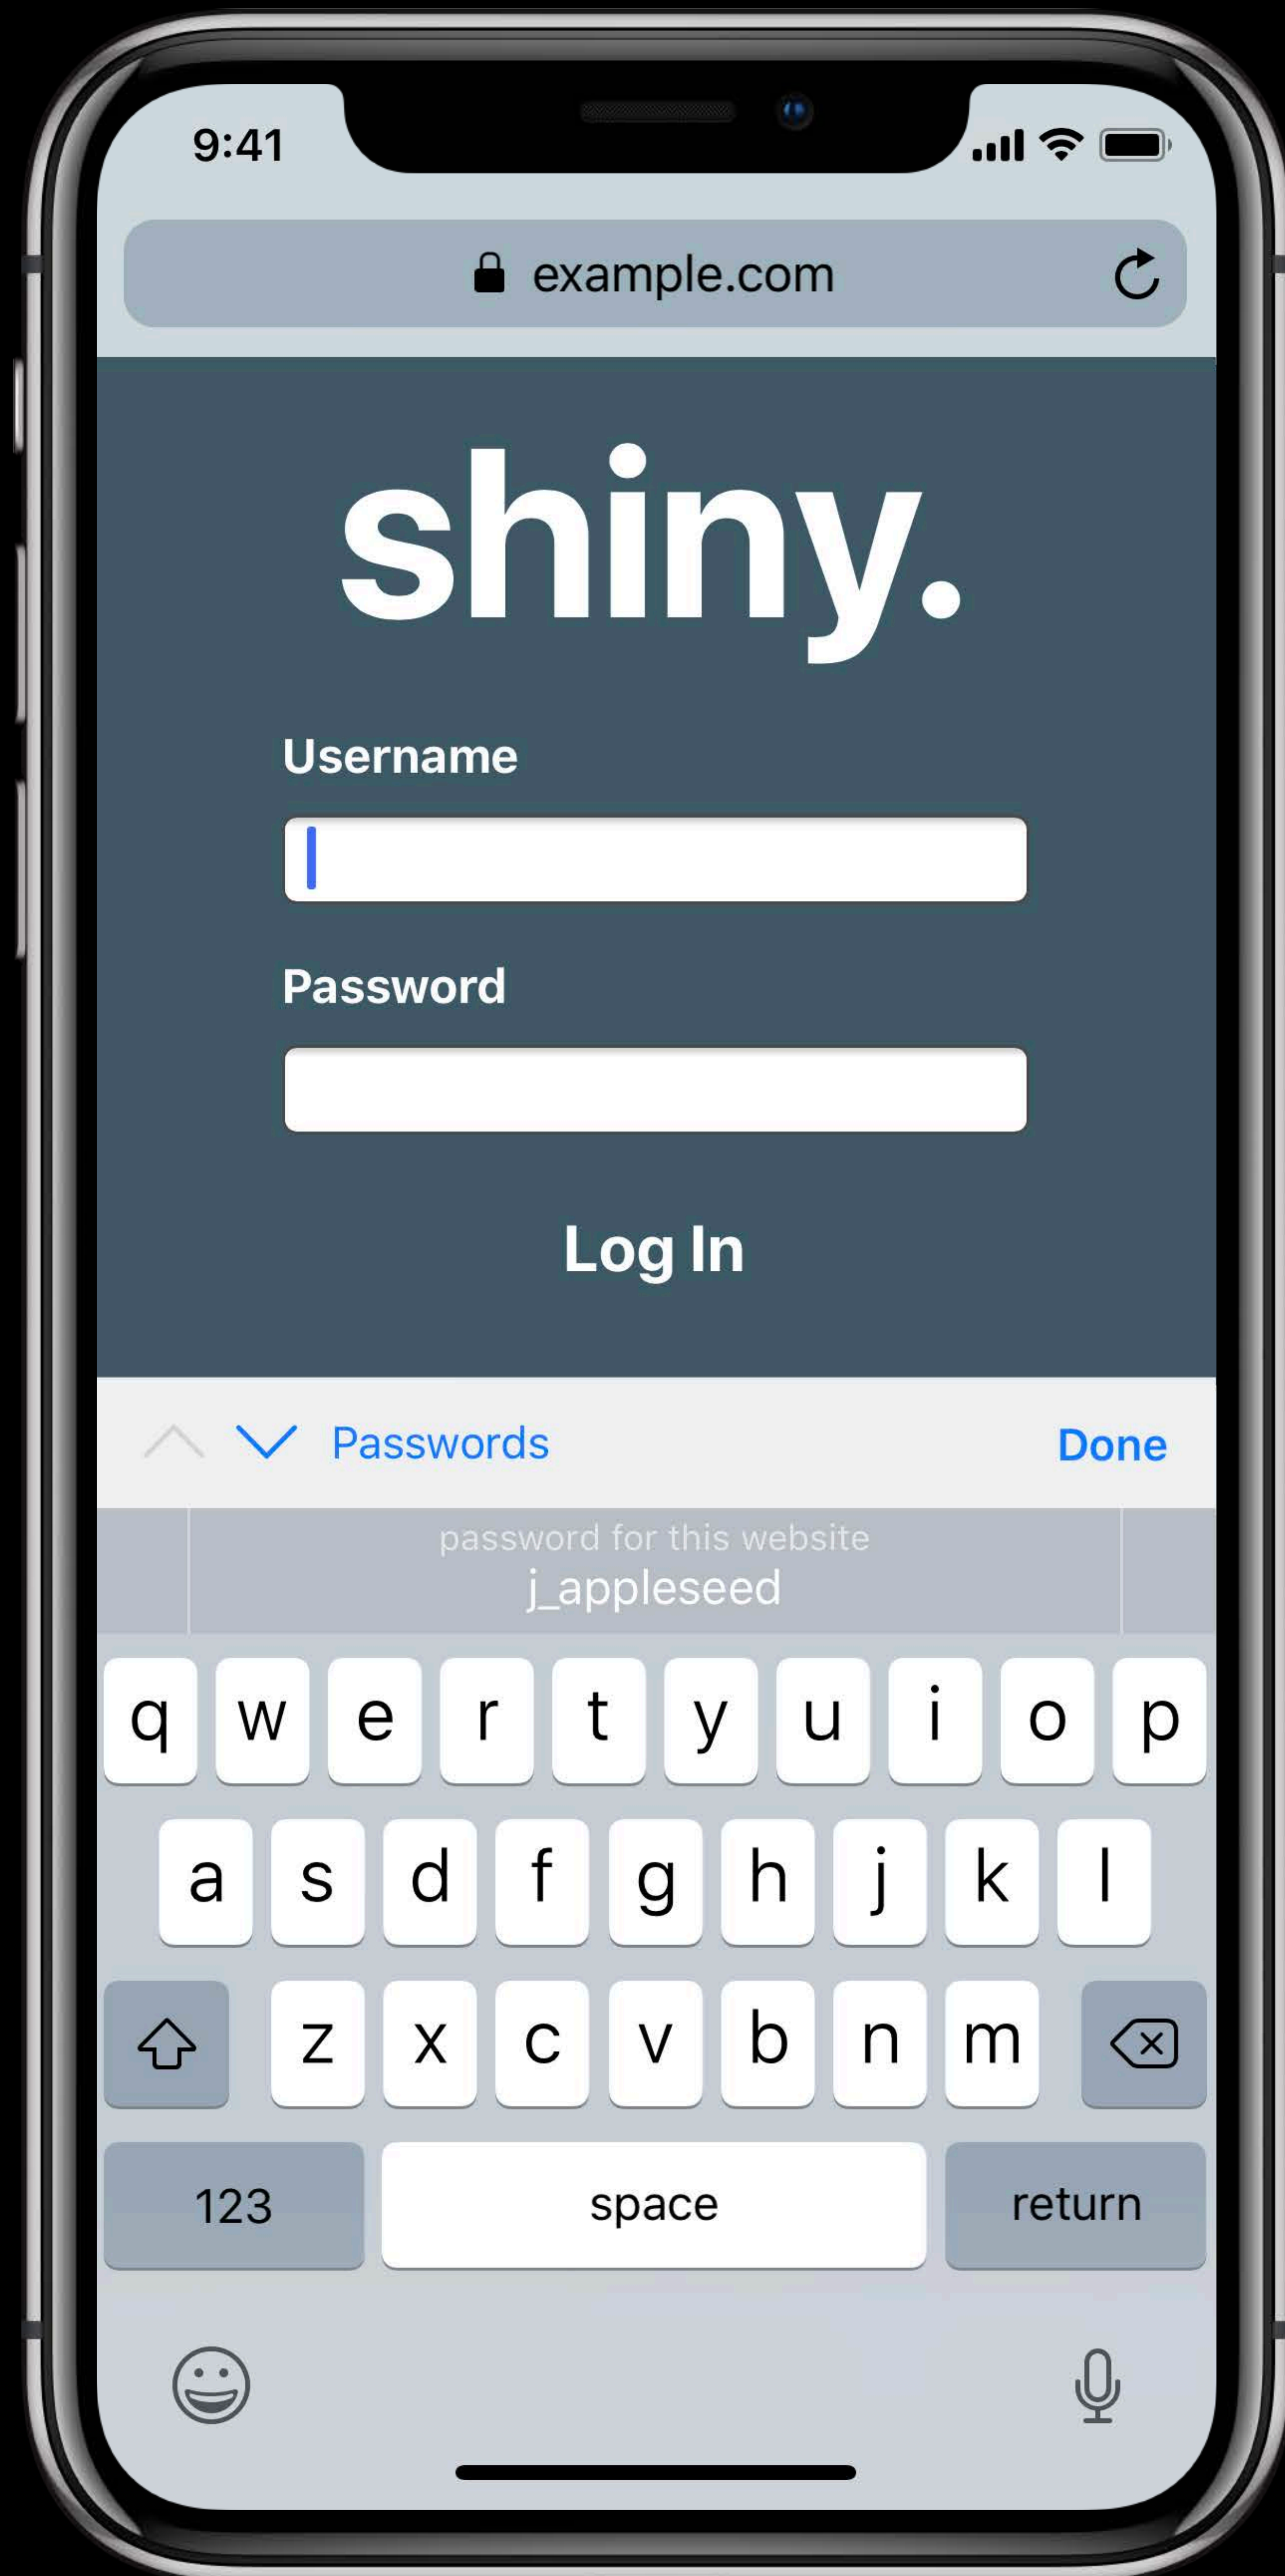 9:41
example.com
shiny.
Username
Password
Log In
Passwords Done
password for this website
j_appleseed
q w e r t y u i o p
a s d f g h j k l
z x c v b n m
123 space return